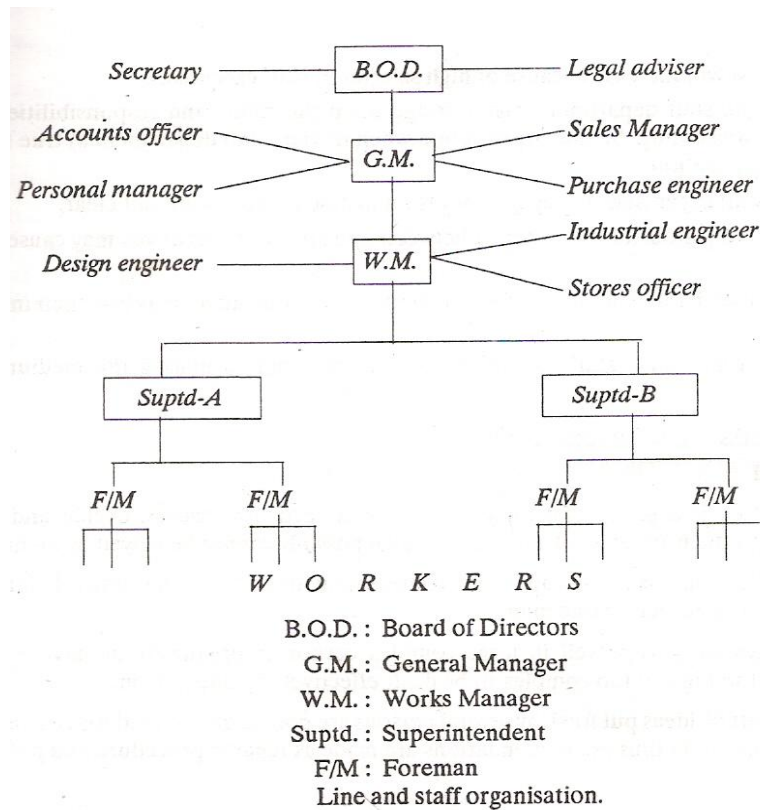 Secretary B.O.D. Legal adviser
Accounts officer Sales Manager
G.M.
Personal manager Purchase engineer
Industrial engineer
Design engineer W.M.
Stores officer
Suptd-A Suptd-B
F/M F/M F/M F/M
W O R K E R S
B.O.D. : Board of Directors
G.M. : General Manager
W.M. : Works Manager
Suptd. : Superintendent
F/M : Foreman
Line and staff organisation.